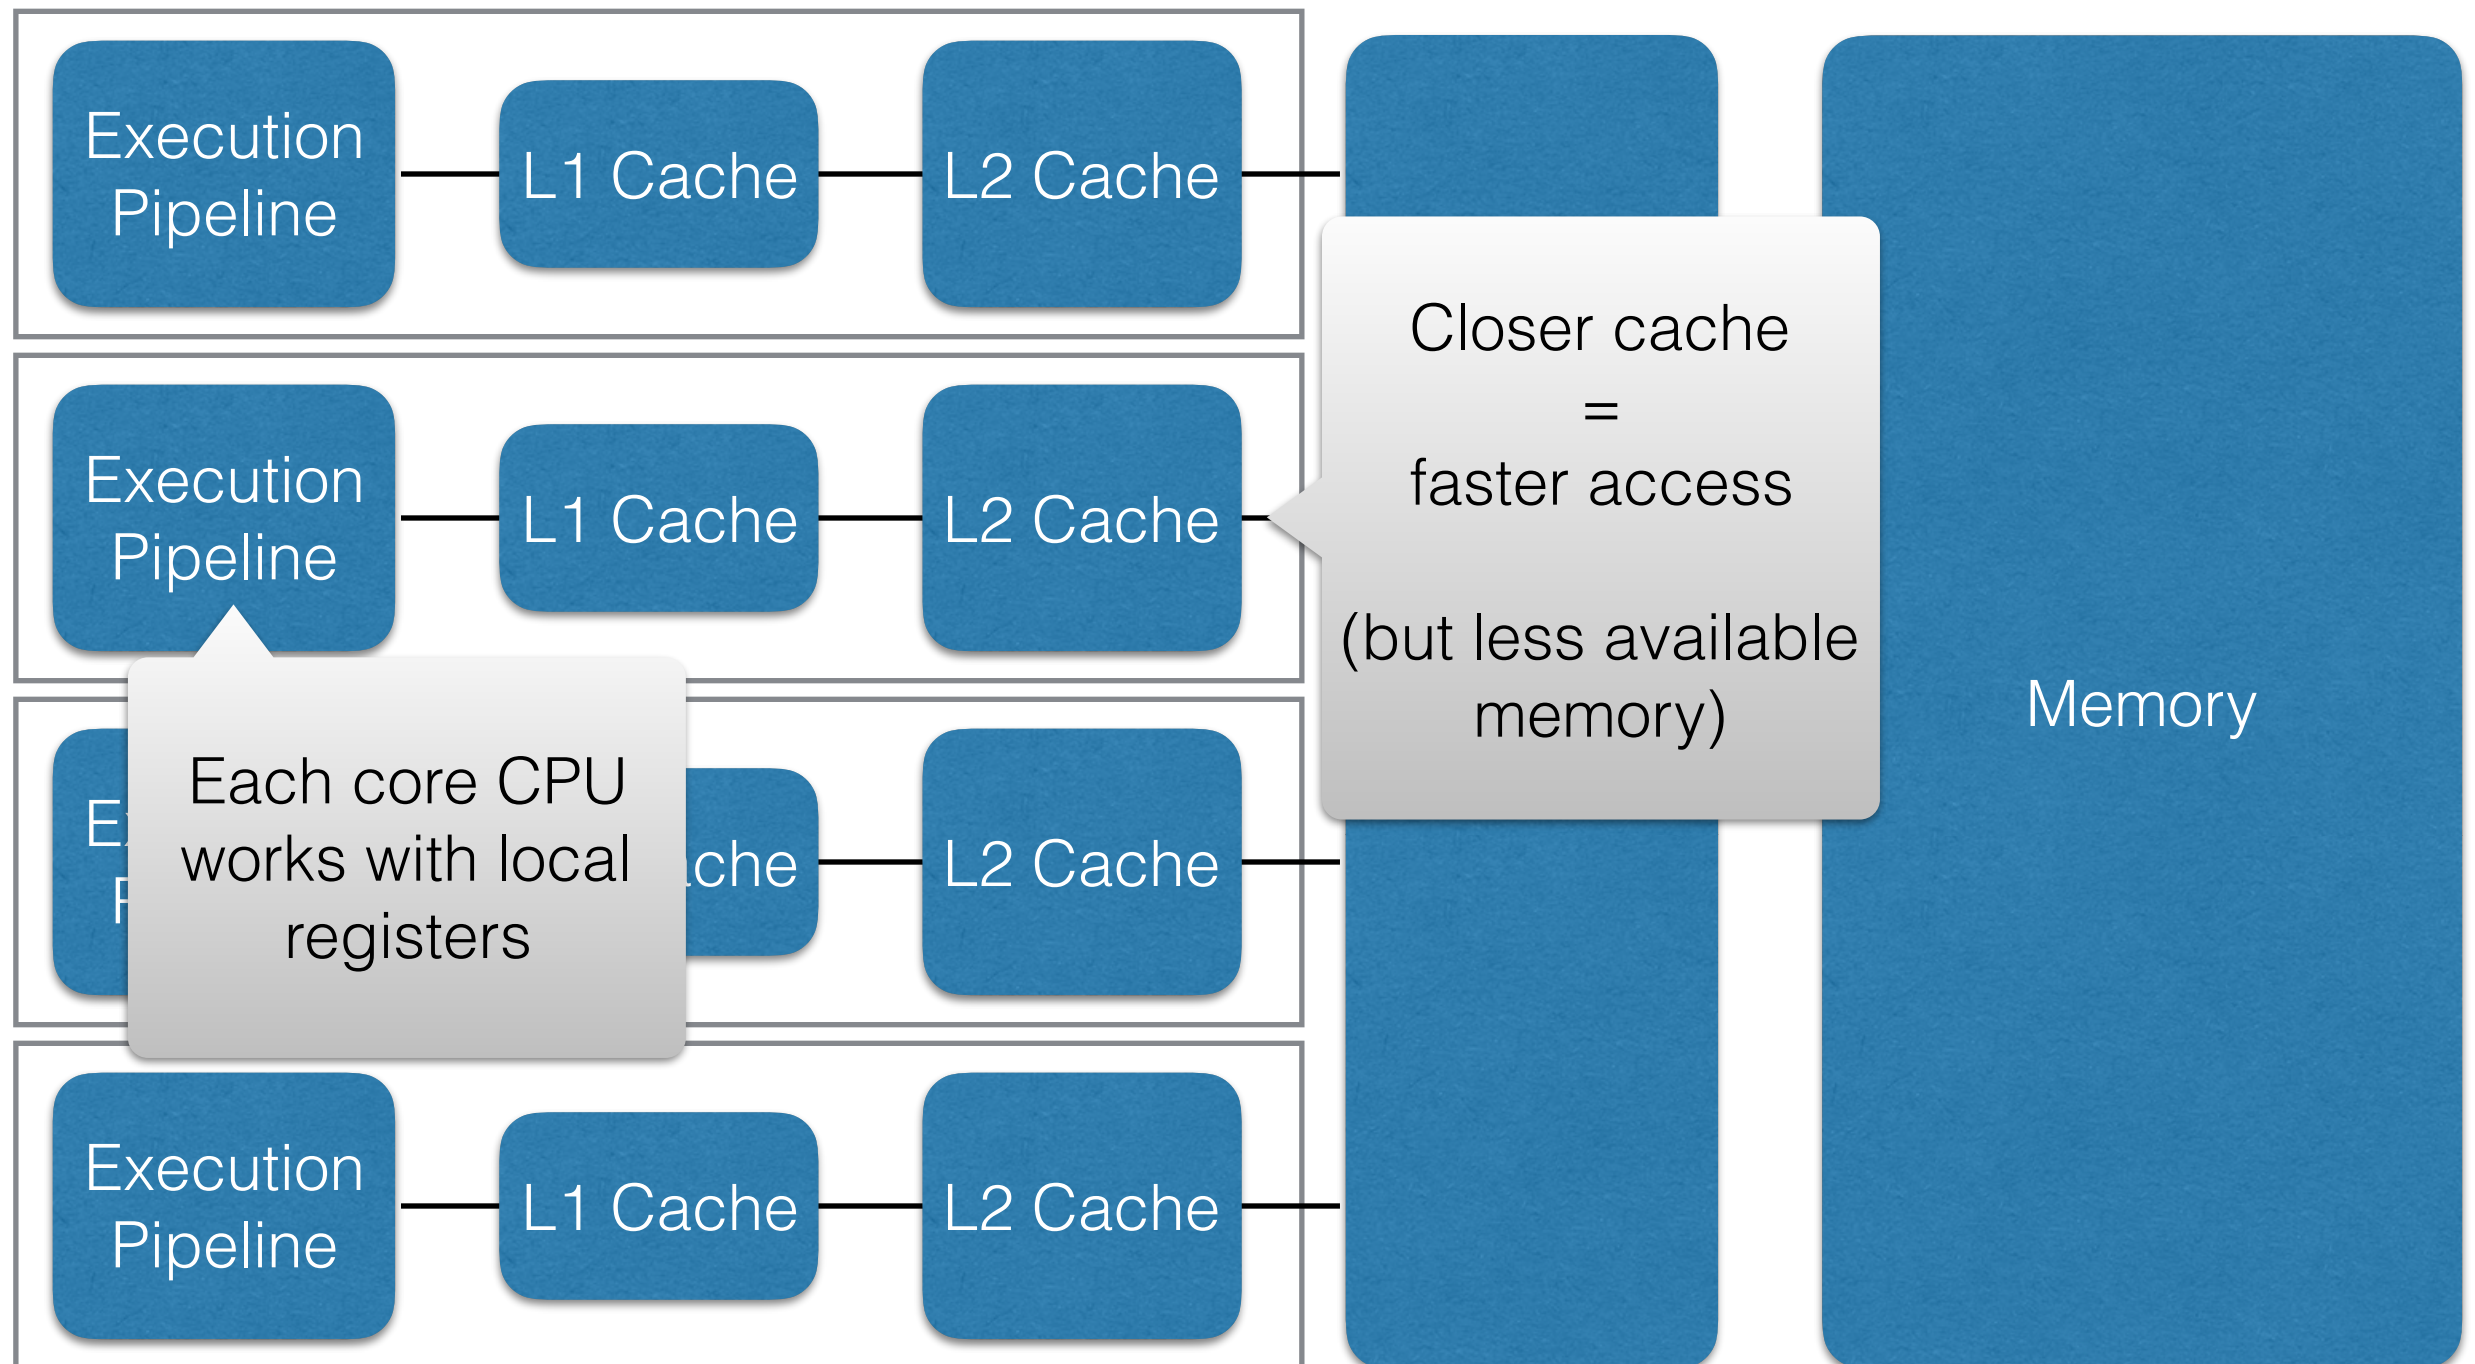 Execution
Pipeline
L1 Cache
L2 Cache
Execution
Pipeline
L1 Cache
L2 Cache
Closer cache
=
faster access
(but less available
memory)
Memory
Each core CPU
works with local
registers
L2 Cache
Execution
Pipeline
L1 Cache
L2 Cache